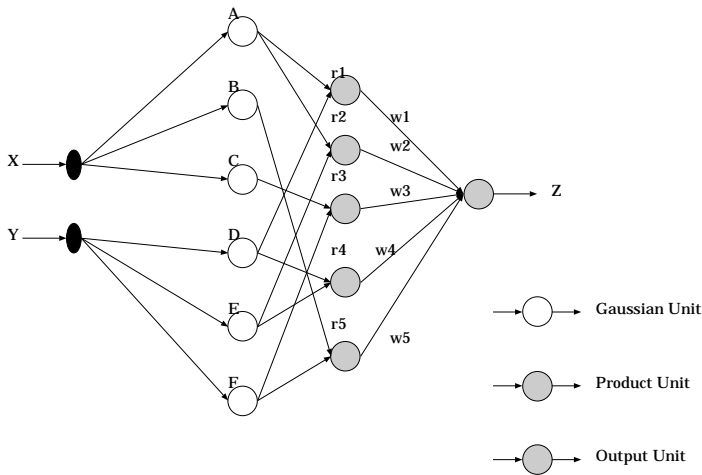 A
r1
B
r2
w1
w2
X
C
r3
w3
Z
Y
D
r4
w4
E
r5
w5
F
Gaussian Unit
Product Unit
Output Unit